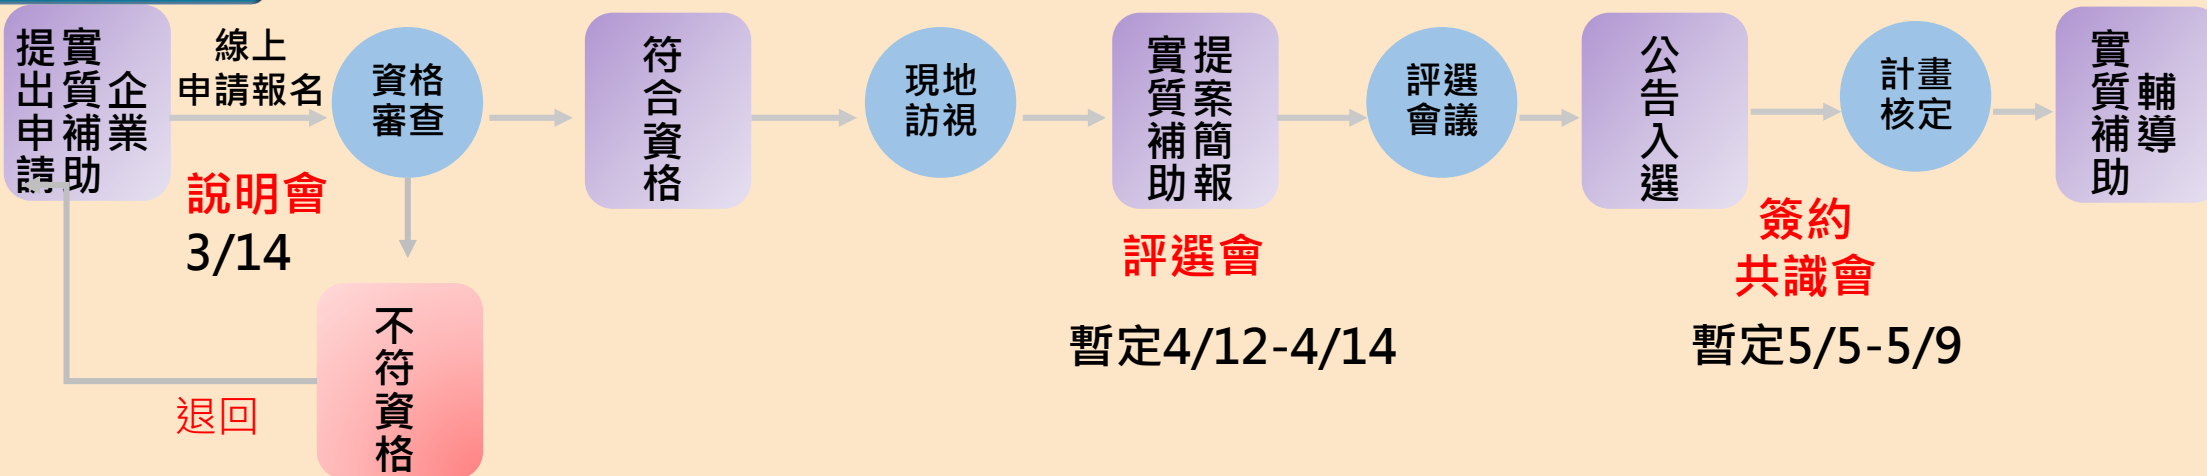 企業
實質補助
提出申請
線上
申請報名
資格
審查
符合資格
現地
訪視
提案簡報
實質補助
評選
會議
公告入選
計畫
核定
輔導
實質補助
說明會
3/14
評選會
暫定4/12-4/14
簽約
共識會
暫定5/5-5/9
不符資格
退回